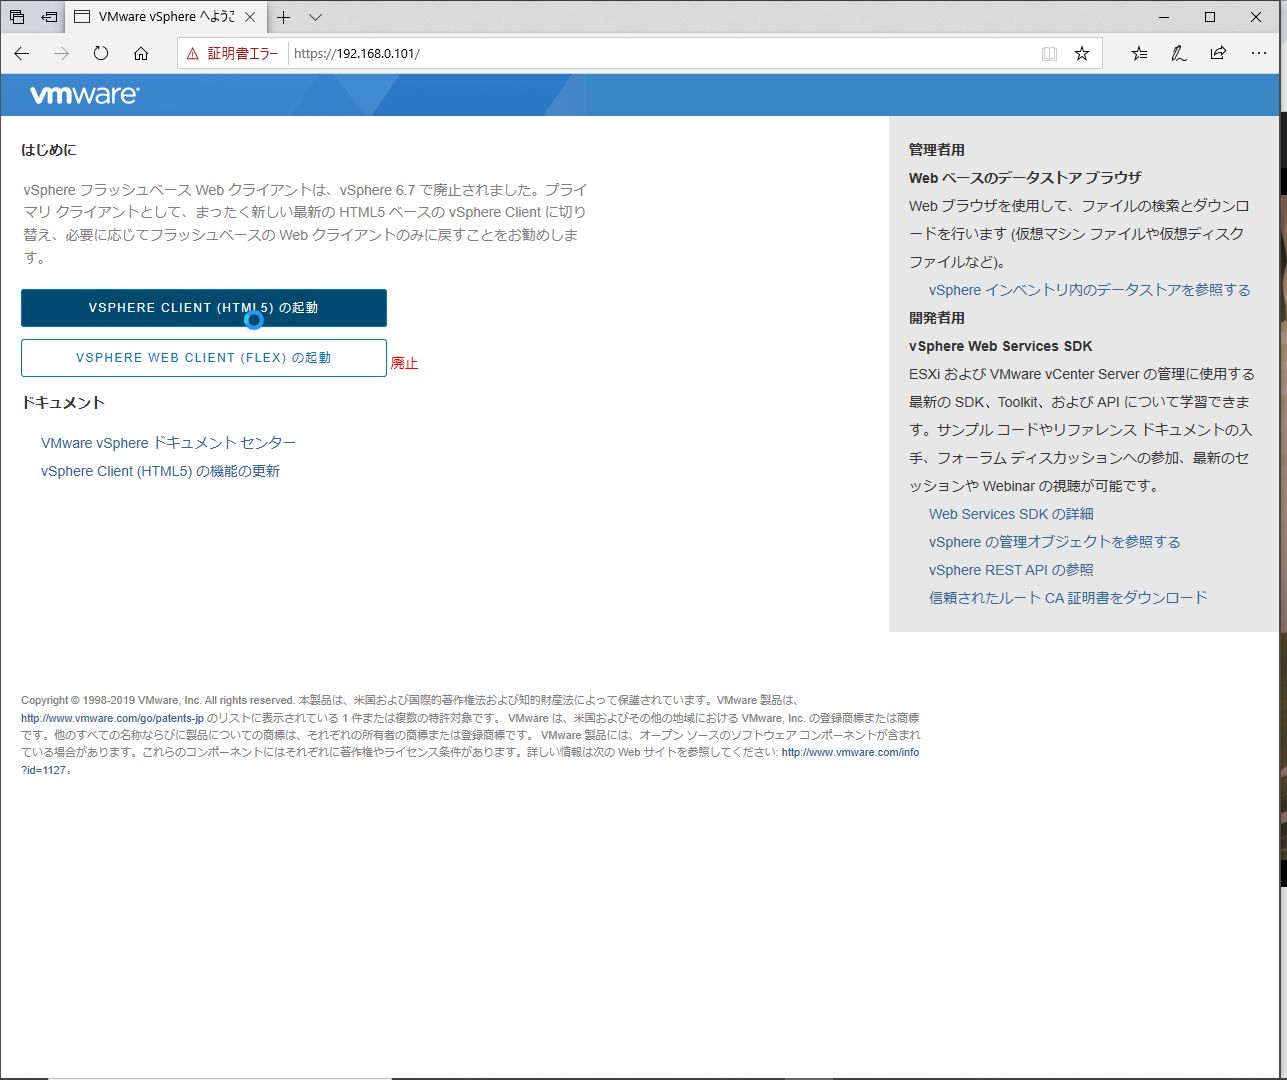 VMware vSphere へようこ
証明書エラー
https://192.168.0.101/
vmware®
はじめに
vSphere フラッシュベース Web クライアントは、vSphere 6.7 で廃止されました。プライ
マリ クライアントとして、まったく新しい最新の HTML5 ベースの vSphere Client に切り
替え、必要に応じてフラッシュベースの Web クライアントのみに戻すことをお勧めしま
す。
VSPHERE CLIENT (HTML5) の起動
VSPHERE WEB CLIENT (FLEX) の起動
廃止
ドキュメント
VMware vSphere ドキュメント センター
vSphere Client (HTML5) の機能の更新
管理者用
Web ベースのデータストア ブラウザ
Web ブラウザを使用して、ファイルの検索とダウンロ
ードを行います (仮想マシン ファイルや仮想ディスク
ファイルなど)。
vSphere インベントリ内のデータストアを参照する
開発者用
vSphere Web Services SDK
ESXi および VMware vCenter Server の管理に使用する
最新の SDK、Toolkit、および API について学習できま
す。サンプル コードやリファレンス ドキュメントの入
手、フォーラム ディスカッションへの参加、最新のセ
ッションや Webinar の視聴が可能です。
Web Services SDK の詳細
vSphere の管理オブジェクトを参照する
vSphere REST API の参照
信頼されたルート CA 証明書をダウンロード
Copyright © 1998-2019 VMware, Inc. All rights reserved. 本製品は、米国および国際的著作権法および知的財産法によって保護されています。VMware 製品は、
http://www.vmware.com/go/patents-jp のリストに表示されている 1 件または複数の特許対象です。 VMware は、米国およびその他の地域における VMware, Inc. の登録商標または商標
です。他のすべての名称ならびに製品についての商標は、それぞれの所有者の商標または登録商標です。 VMware 製品には、オープン ソースのソフトウェア コンポーネントが含まれ
ている場合があります。これらのコンポーネントにはそれぞれに著作権やライセンス条件があります。詳しい情報は次の Web サイトを参照してください: http://www.vmware.com/info
?id=1127。